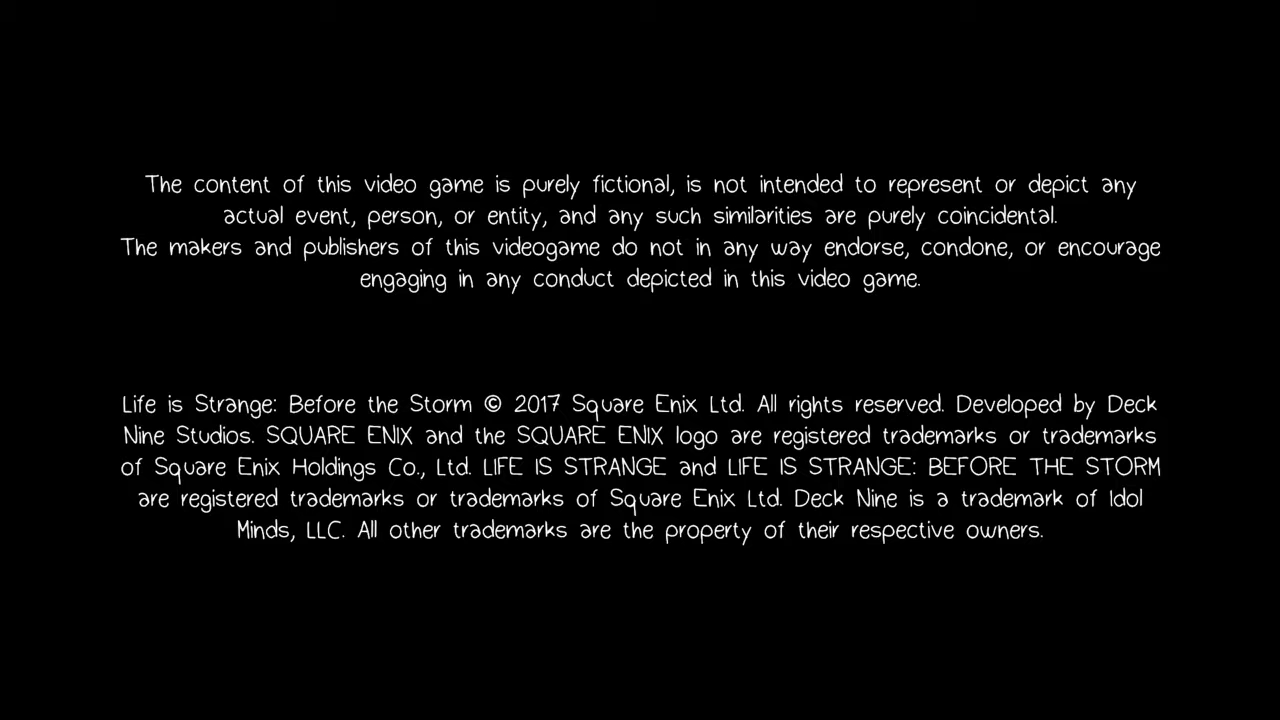 The content of this video game is purely fictional, is not intended to represent or depict any
actual event, person, or entity, and any such similarities are purely coincidental.
The makers and publishers of this videogame do not in any way endorse, condone, or encourage
engaging in any conduct depicted in this video game.
Life is Strange: Before the Storm © 2017 Square Enix Ltd. All rights reserved. Developed by Deck
Nine Studios. SQUARE ENIX and the SQUARE ENIX logo are registered trademarks or trademarks
of Square Enix Holdings Co., Ltd. LIFE IS STRANGE and LIFE IS STRANGE: BEFORE THE STORM
are registered trademarks or trademarks of Square Enix Ltd. Deck Nine is a trademark of Idol
Minds, LLC. All other trademarks are the property of their respective owners.